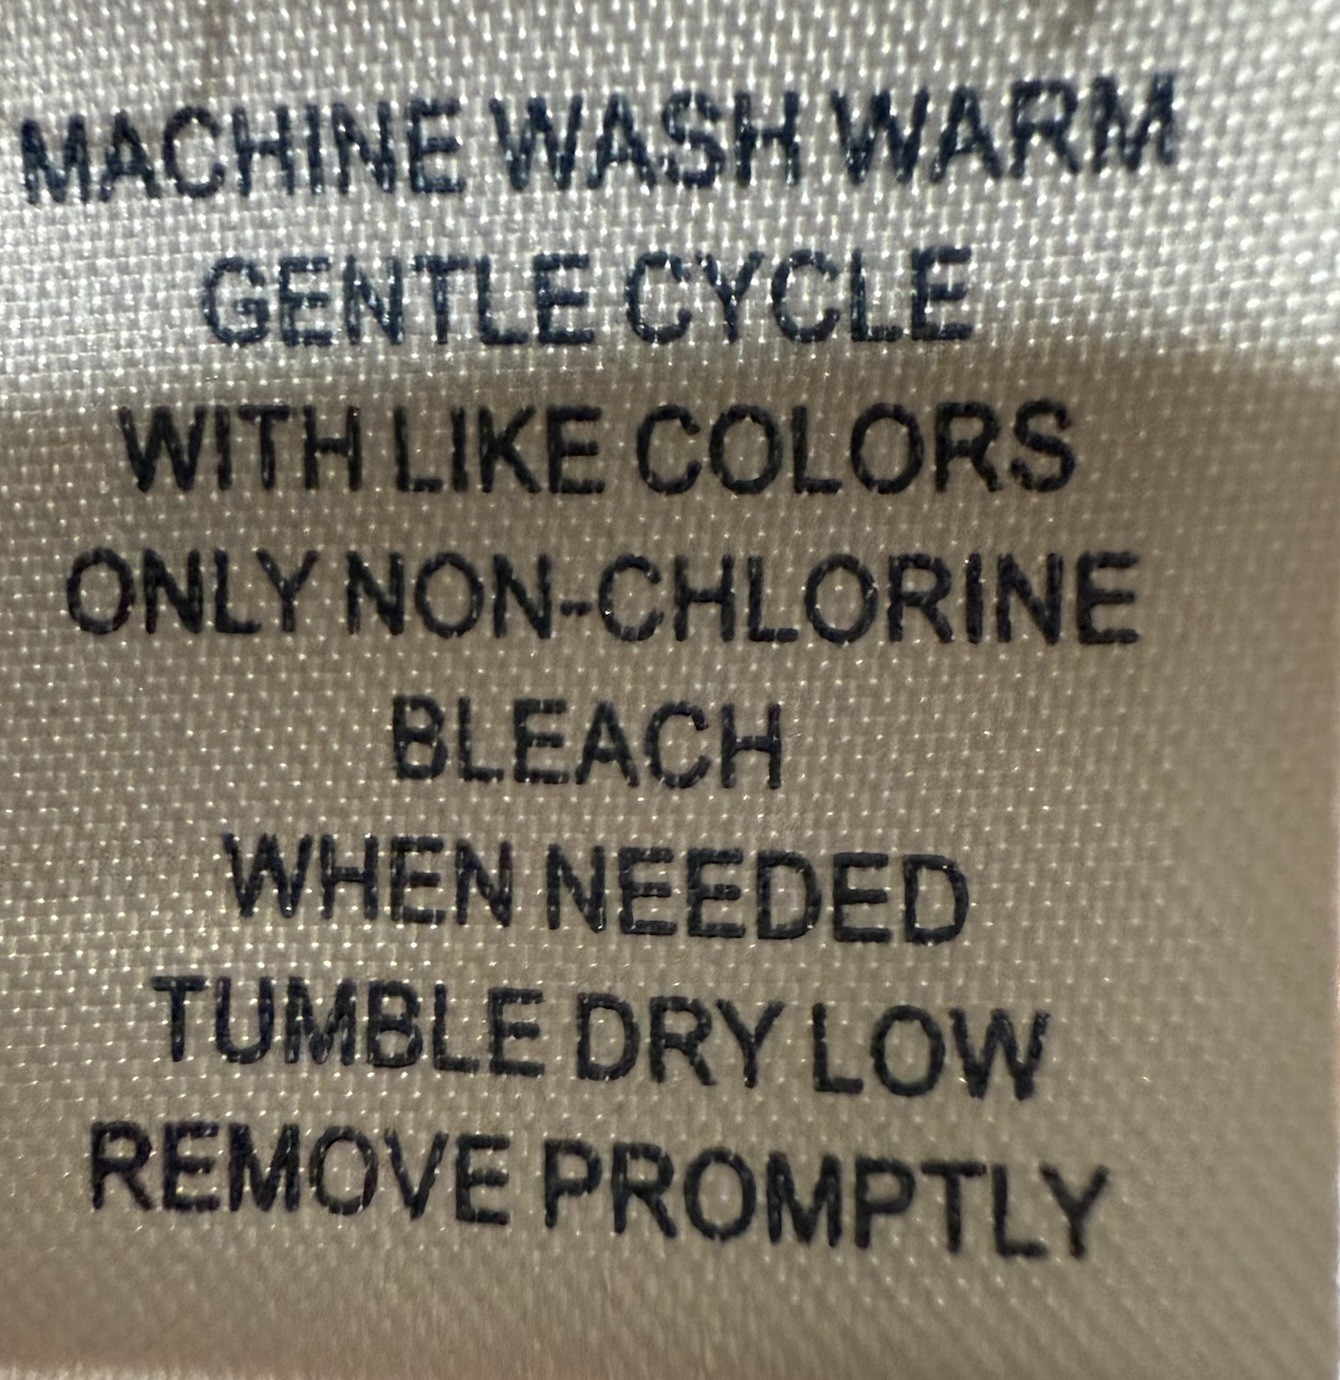 MACHINE WASH WARM
GENTLE CYCLE
WITH LIKE COLORS
ONLY NON-CHLORINE
BLEACH
WHEN NEEDED
TUMBLE DRY LOW
REMOVE PROMPTLY